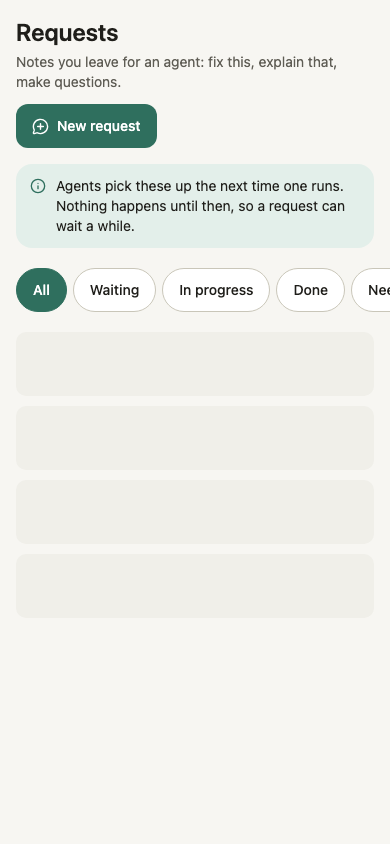 Requests
Notes you leave for an agent: fix this, explain that,
make questions.
New request
Agents pick these up the next time one runs.
Nothing happens until then, so a request can
wait a while.
All
Waiting
In progress
Done